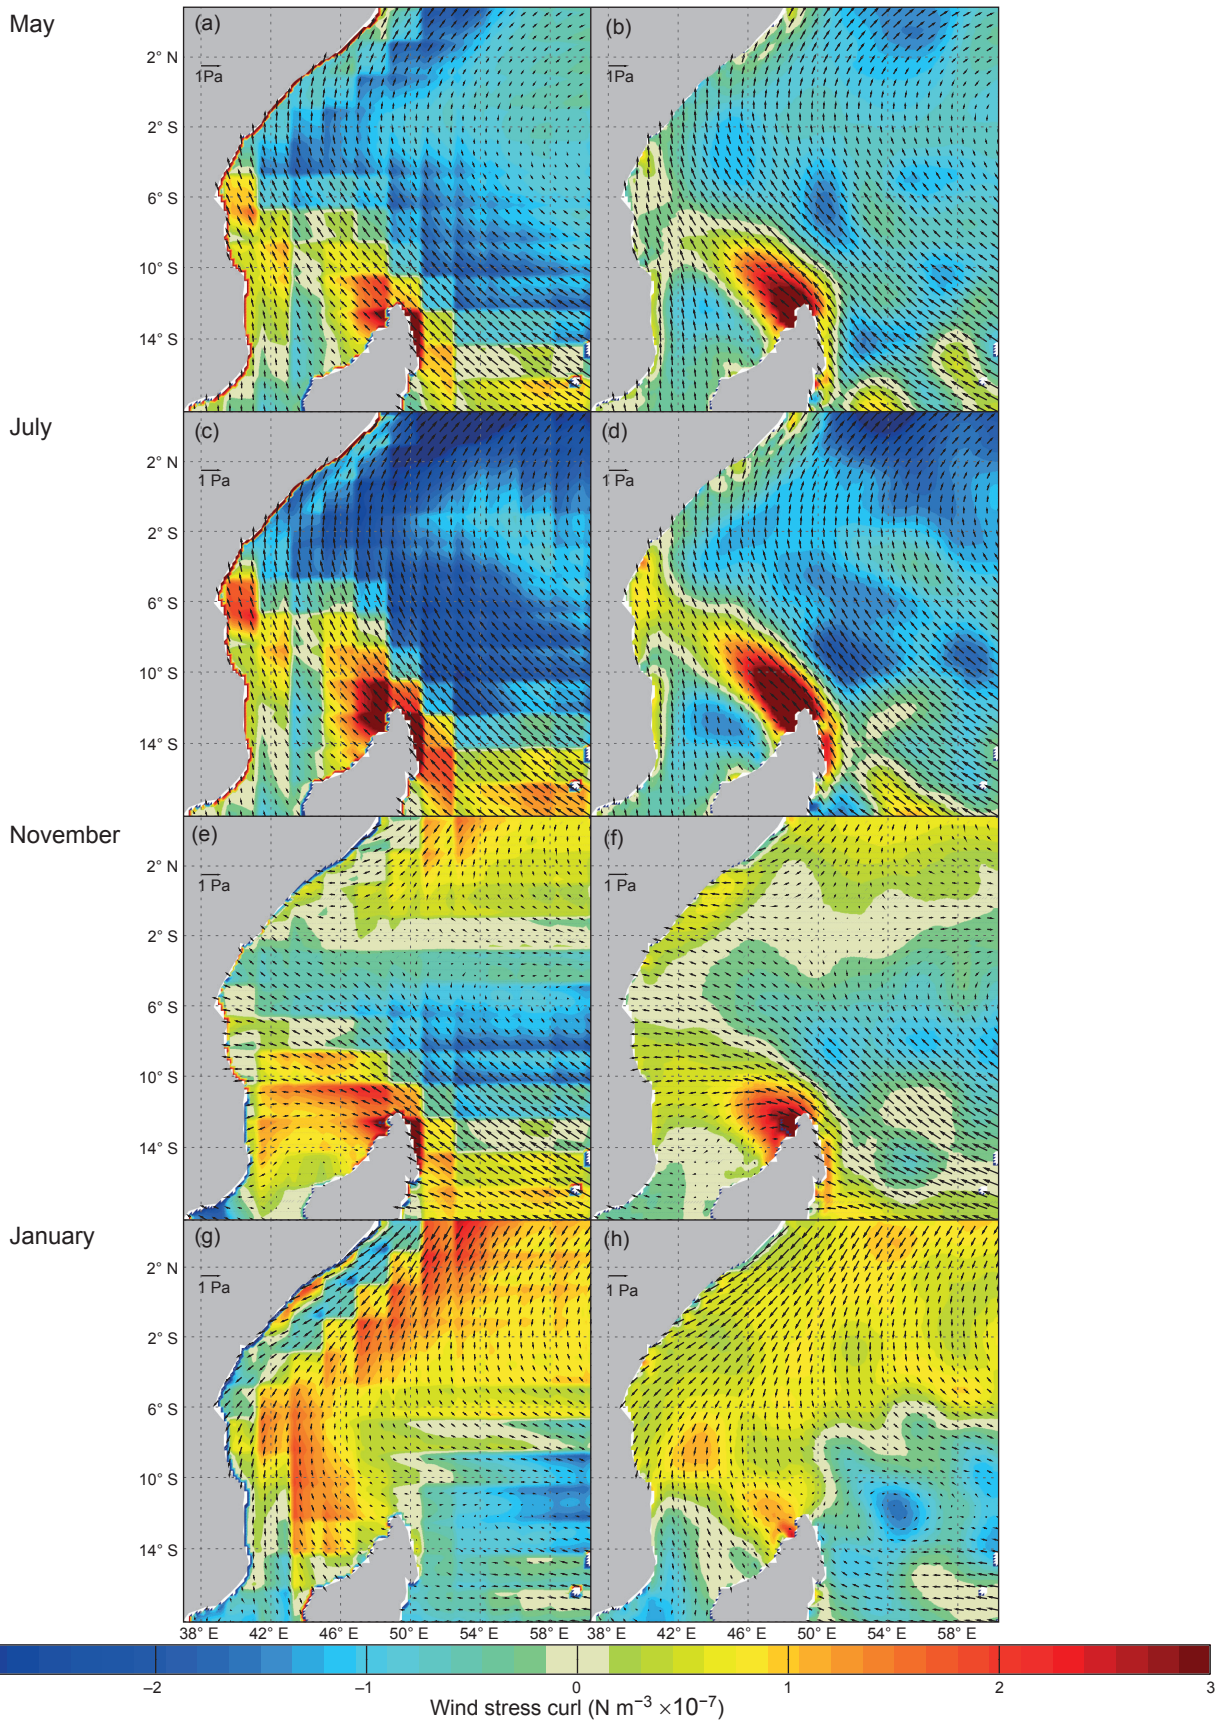 May
(a)
(b)
1Pa
1Pa
2° N
2° S
6° S
10° S
14° S
July
(c)
(d)
1 Pa
1 Pa
2° N
2° S
6° S
10° S
14° S
November
(e)
(f)
1 Pa
1 Pa
2° N
2° S
6° S
10° S
14° S
January
(g)
(h)
1 Pa
1 Pa
2° N
2° S
6° S
10° S
14° S
38° E 42° E 46° E 50° E 54° E 58° E 38° E 42° E 46° E 50° E 54° E 58° E
–2 –1 0 1 2 3
Wind stress curl (N m⁻³ ×10⁻⁷)